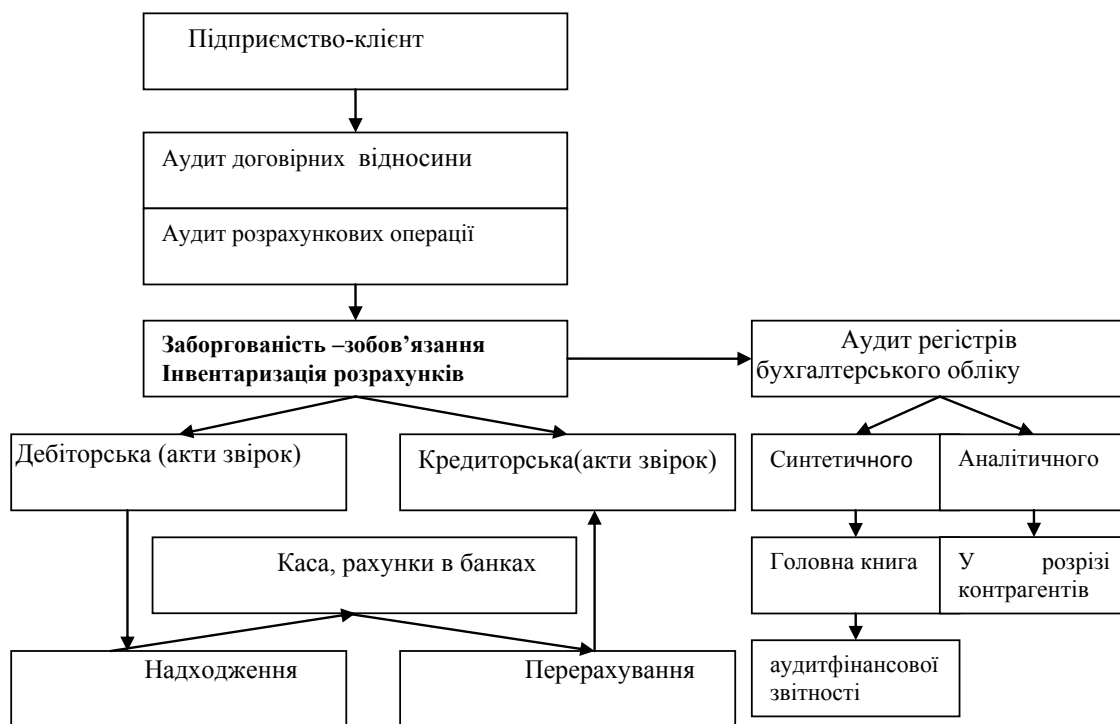 Підприємство-клієнт
Аудит договірних відносини
Аудит розрахункових операції
Заборгованість –зобов’язання
Інвентаризація розрахунків
Аудит регістрів
бухгалтерського обліку
Дебіторська (акти звірок)
Кредиторська(акти звірок)
Синтетичного
Аналітичного
Каса, рахунки в банках
Головна книга
У розрізі
контрагентів
Надходження
Перерахування
аудитфінансової
звітності